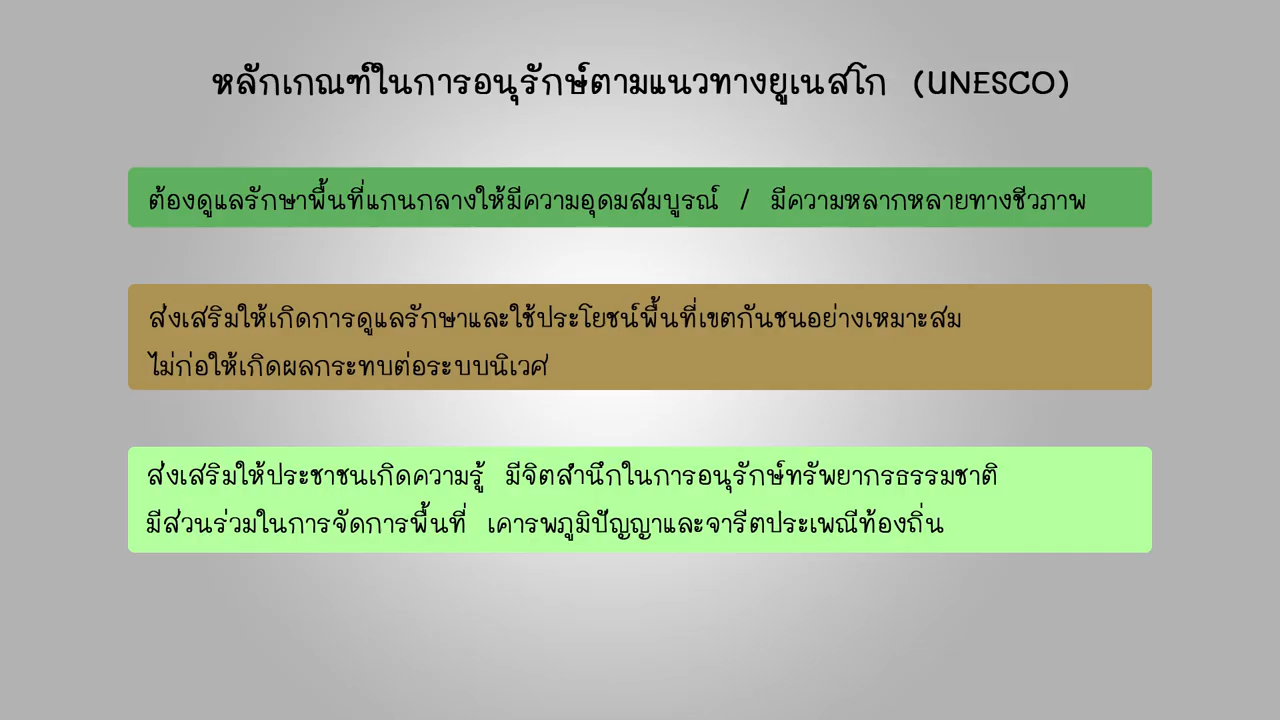 หลักเกณฑ์ในการอนุรักษ์ตามแนวทางยูเนสโก (UNESCO)
ต้องดูแลรักษาพื้นที่แกนกลางให้มีความอุดมสมบูรณ์ / มีความหลากหลายทางชีวภาพ
ส่งเสริมให้เกิดการดูแลรักษาและใช้ประโยชน์พื้นที่เขตกันชนอย่างเหมาะสม
ไม่ก่อให้เกิดผลกระทบต่อระบบนิเวศ
ส่งเสริมให้ประชาชนเกิดความรู้ มีจิตสำนึกในการอนุรักษ์ทรัพยากรธรรมชาติ
มีส่วนร่วมในการจัดการพื้นที่ เคารพภูมิปัญญาและจารีตประเพณีท้องถิ่น